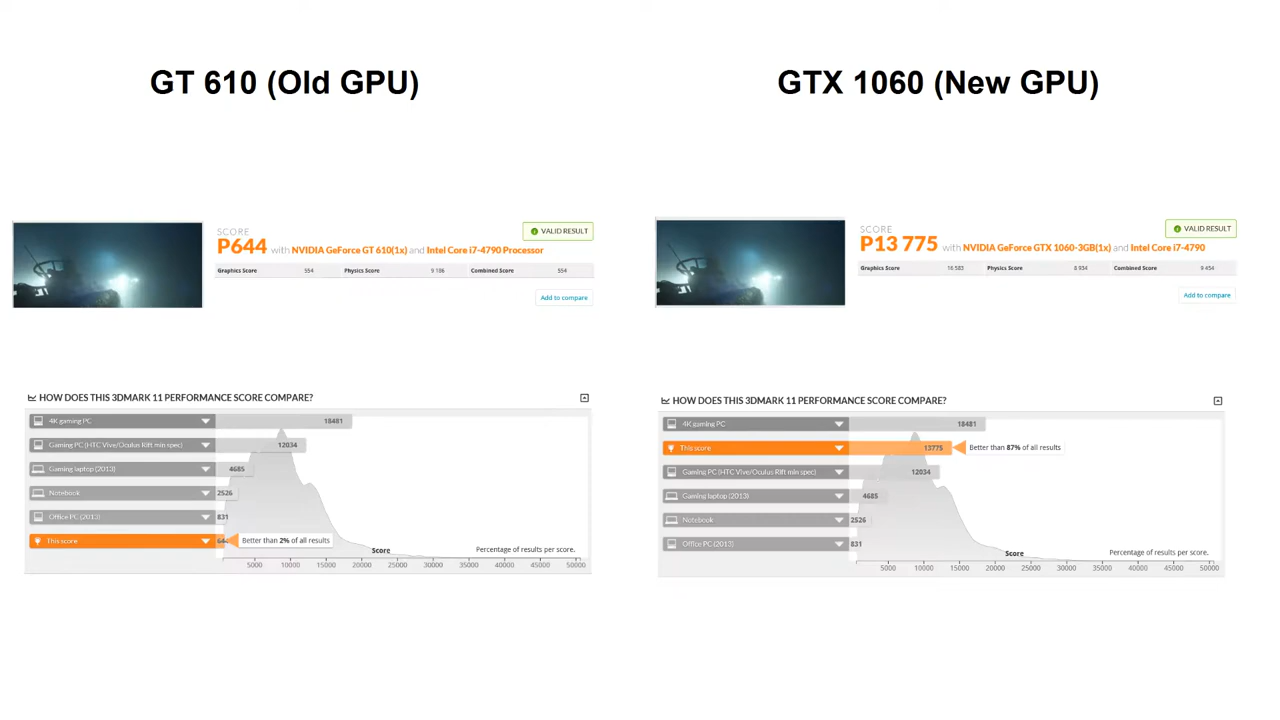 GT 610 (Old GPU)
GTX 1060 (New GPU)
SCORE
VALID RESULT
P644 with NVIDIA GeForce GT 610(1x) and Intel Core i7-4790 Processor
Graphics Score 554 Physics Score 9 186 Combined Score 554
Add to compare
SCORE
VALID RESULT
P13 775 with NVIDIA GeForce GTX 1060-3GB(1x) and Intel Core i7-4790
Graphics Score 16 583 Physics Score 8 934 Combined Score 9 454
Add to compare
HOW DOES THIS 3DMARK 11 PERFORMANCE SCORE COMPARE?
4K gaming PC 18481
Gaming PC (HTC Vive/Oculus Rift min spec) 12034
Gaming laptop (2013) 4685
Notebook 2526
Office PC (2013) 831
This score 644 Better than 2% of all results
Score Percentage of results per score.
5000 10000 15000 20000 25000 30000 35000 40000 45000 50000
HOW DOES THIS 3DMARK 11 PERFORMANCE SCORE COMPARE?
4K gaming PC 18481
This score 13775 Better than 87% of all results
Gaming PC (HTC Vive/Oculus Rift min spec) 12034
Gaming laptop (2013) 4685
Notebook 2526
Office PC (2013) 831
Score Percentage of results per score.
5000 10000 15000 20000 25000 30000 35000 40000 45000 50000